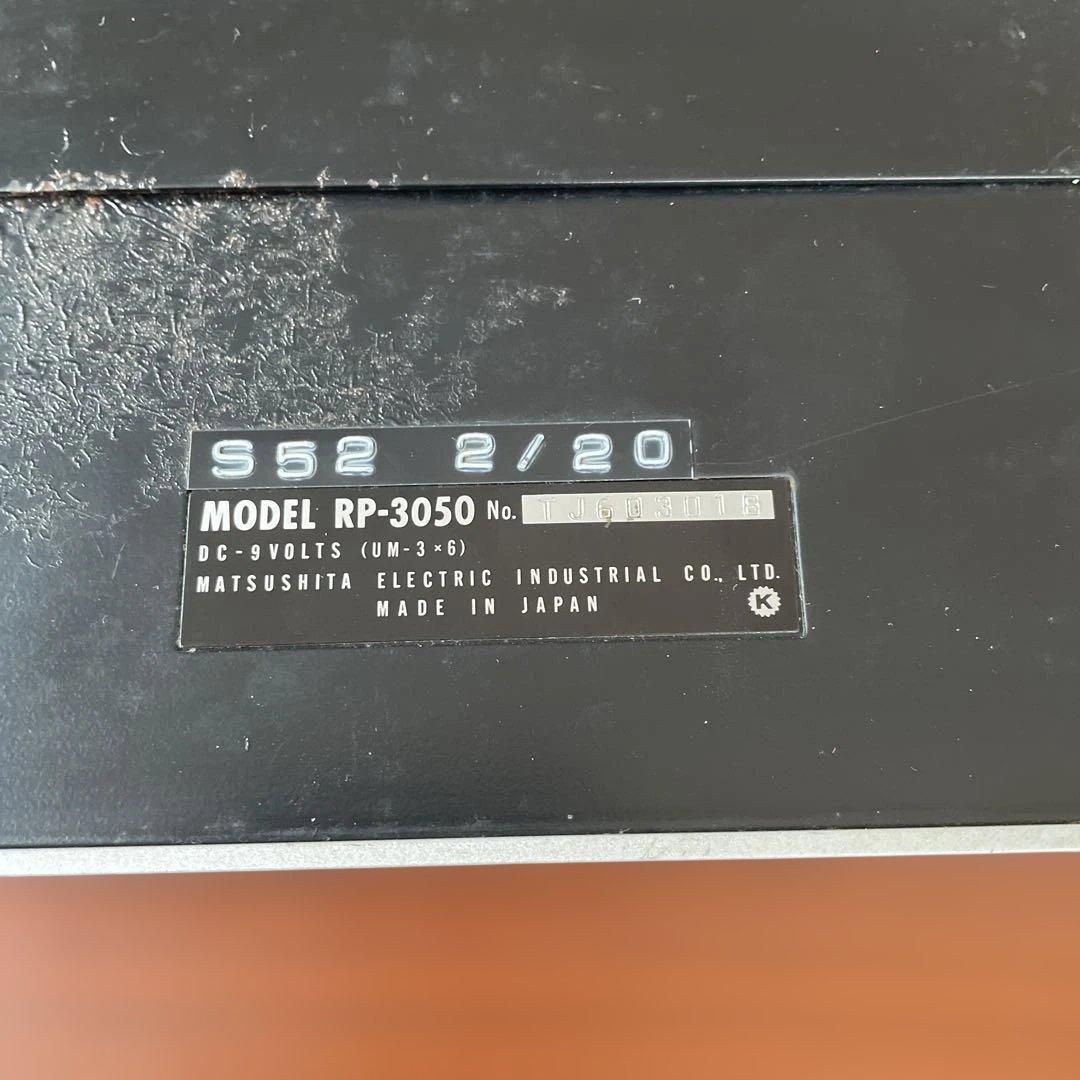 S52 2/20
MODEL RP-3050 No. TJ6D3018
DC-9VOLTS (UM-3×6)
MATSUSHITA ELECTRIC INDUSTRIAL CO., LTD.
MADE IN JAPAN
K